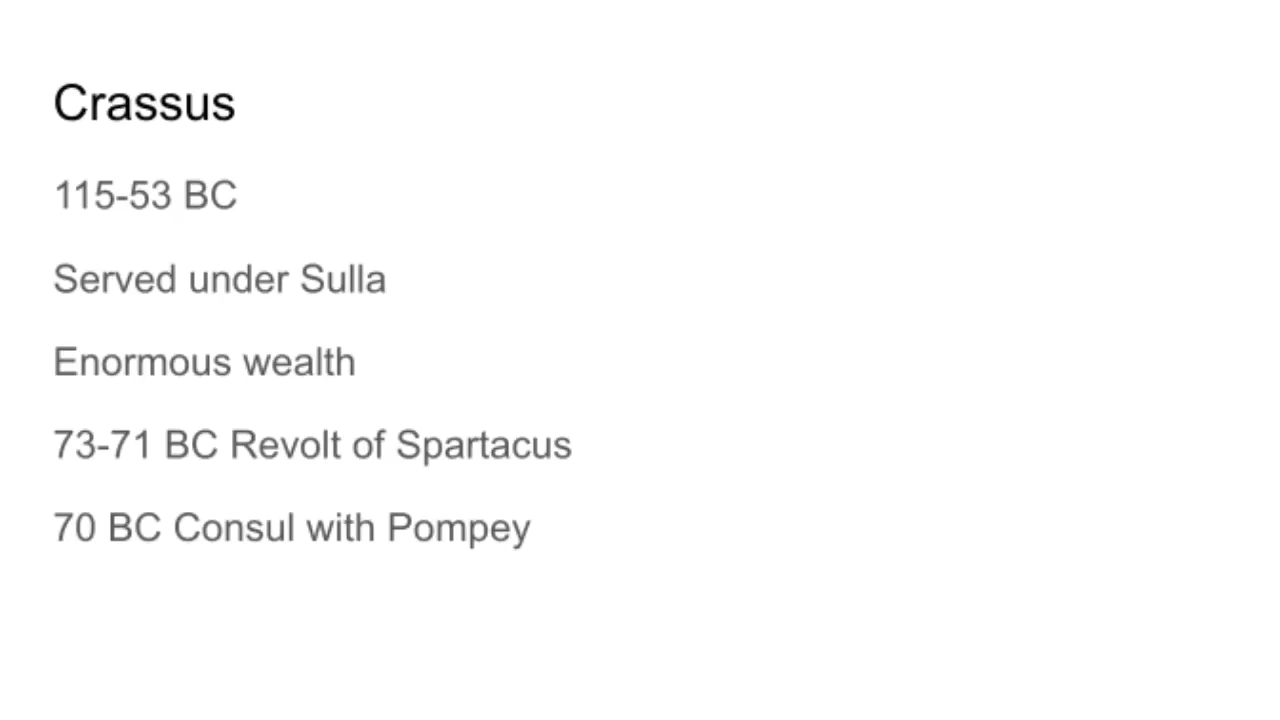 Crassus
115-53 BC
Served under Sulla
Enormous wealth
73-71 BC Revolt of Spartacus
70 BC Consul with Pompey